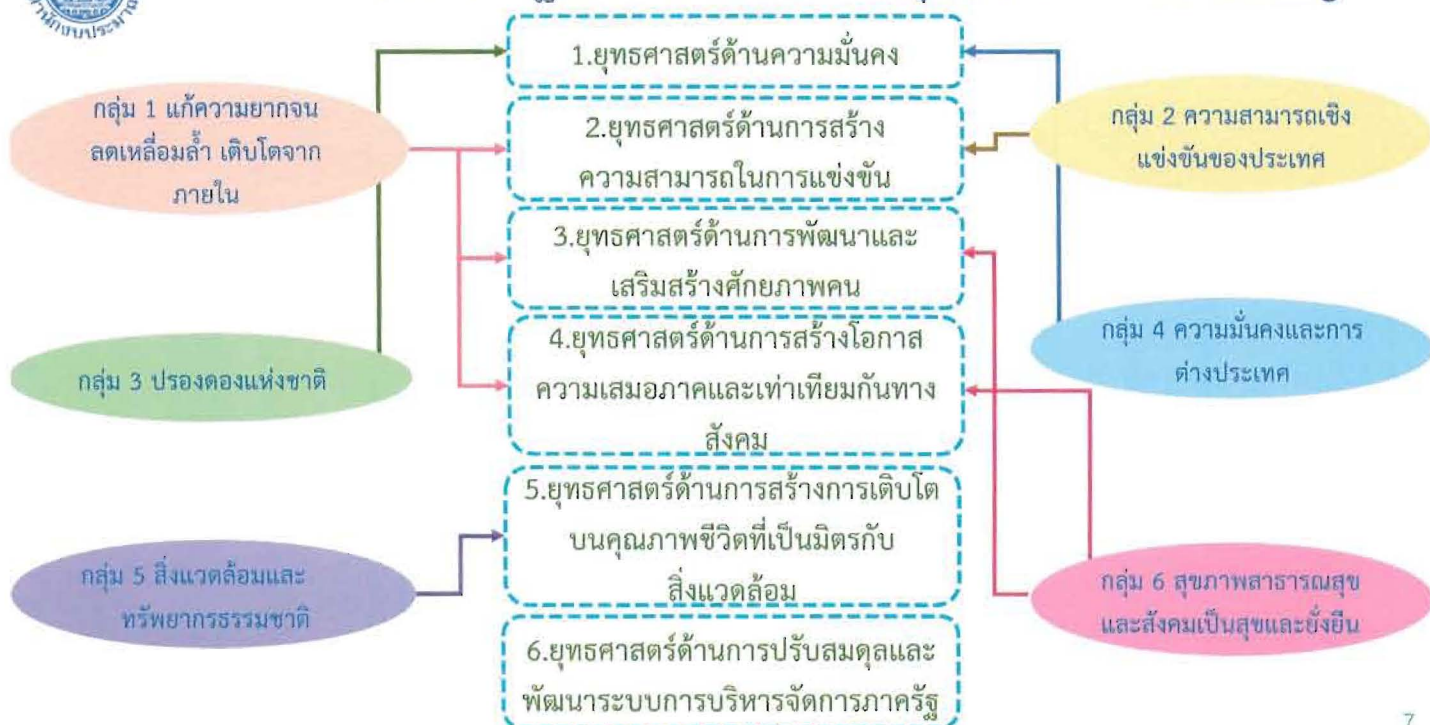 สำนักงบประมาณ
1.ยุทธศาสตร์ด้านความมั่นคง
กลุ่ม 1 แก้ความยากจน
ลดเหลื่อมล้ำ เติบโตจาก
ภายใน
2.ยุทธศาสตร์ด้านการสร้าง
ความสามารถในการแข่งขัน
กลุ่ม 2 ความสามารถเชิง
แข่งขันของประเทศ
3.ยุทธศาสตร์ด้านการพัฒนาและ
เสริมสร้างศักยภาพคน
กลุ่ม 3 ปรองดองแห่งชาติ
4.ยุทธศาสตร์ด้านการสร้างโอกาส
ความเสมอภาคและเท่าเทียมกันทาง
สังคม
กลุ่ม 4 ความมั่นคงและการ
ต่างประเทศ
5.ยุทธศาสตร์ด้านการสร้างการเติบโต
บนคุณภาพชีวิตที่เป็นมิตรกับ
สิ่งแวดล้อม
กลุ่ม 5 สิ่งแวดล้อมและ
ทรัพยากรธรรมชาติ
กลุ่ม 6 สุขภาพสาธารณสุข
และสังคมเป็นสุขและยั่งยืน
6.ยุทธศาสตร์ด้านการปรับสมดุลและ
พัฒนาระบบการบริหารจัดการภาครัฐ
7